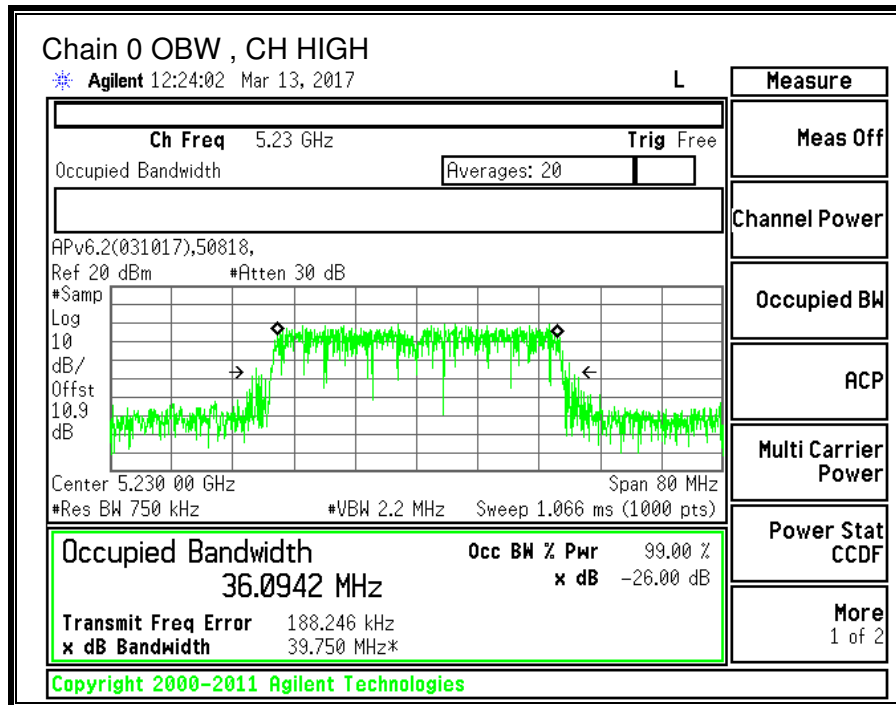 Chain 0 OBW , CH HIGH
Agilent 12:24:02 Mar 13, 2017 L
Measure
Ch Freq 5.23 GHz Trig Free
Meas Off
Occupied Bandwidth Averages: 20
Channel Power
APv6.2(031017),50818,
Ref 20 dBm #Atten 30 dB
#Samp
Log
10
dB/
Offst
10.9
dB
Occupied BW
ACP
Multi Carrier
Power
Center 5.230 00 GHz Span 80 MHz
#Res BW 750 kHz #VBW 2.2 MHz Sweep 1.066 ms (1000 pts)
Power Stat
CCDF
Occupied Bandwidth Occ BW % Pwr 99.00 %
36.0942 MHz x dB -26.00 dB
Transmit Freq Error 188.246 kHz
x dB Bandwidth 39.750 MHz*
More
1 of 2
Copyright 2000-2011 Agilent Technologies